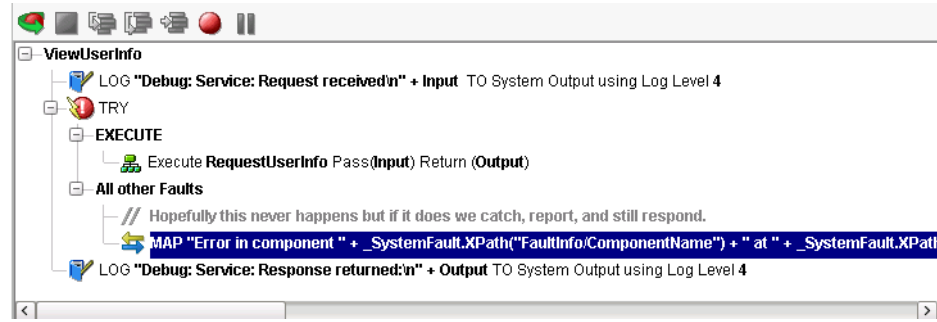 ViewUserInfo
LOG "Debug: Service: Request received\n" + Input TO System Output using Log Level 4
TRY
EXECUTE
Execute RequestUserInfo Pass(Input) Return (Output)
All other Faults
// Hopefully this never happens but if it does we catch, report, and still respond.
MAP "Error in component " + _SystemFault.XPath("FaultInfo/ComponentName") + " at " + _SystemFault.XPath
LOG "Debug: Service: Response returned:\n" + Output TO System Output using Log Level 4